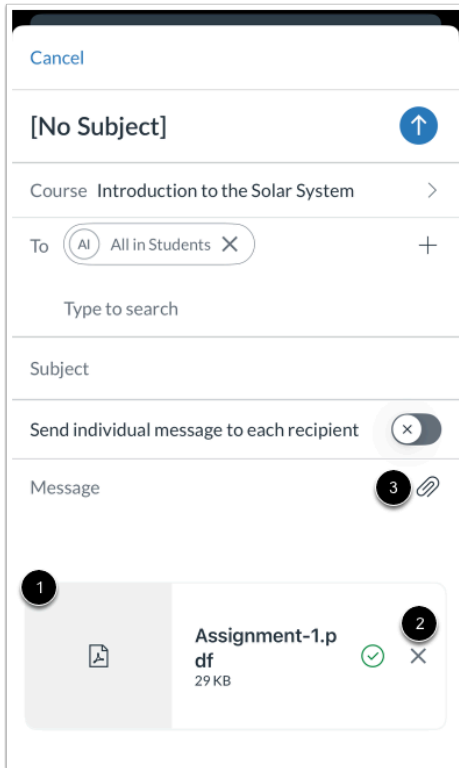 Cancel
[No Subject]
Course Introduction to the Solar System
To AI All in Students
Type to search
Subject
Send individual message to each recipient
Message 3
1
2
Assignment-1.p
df
29 KB